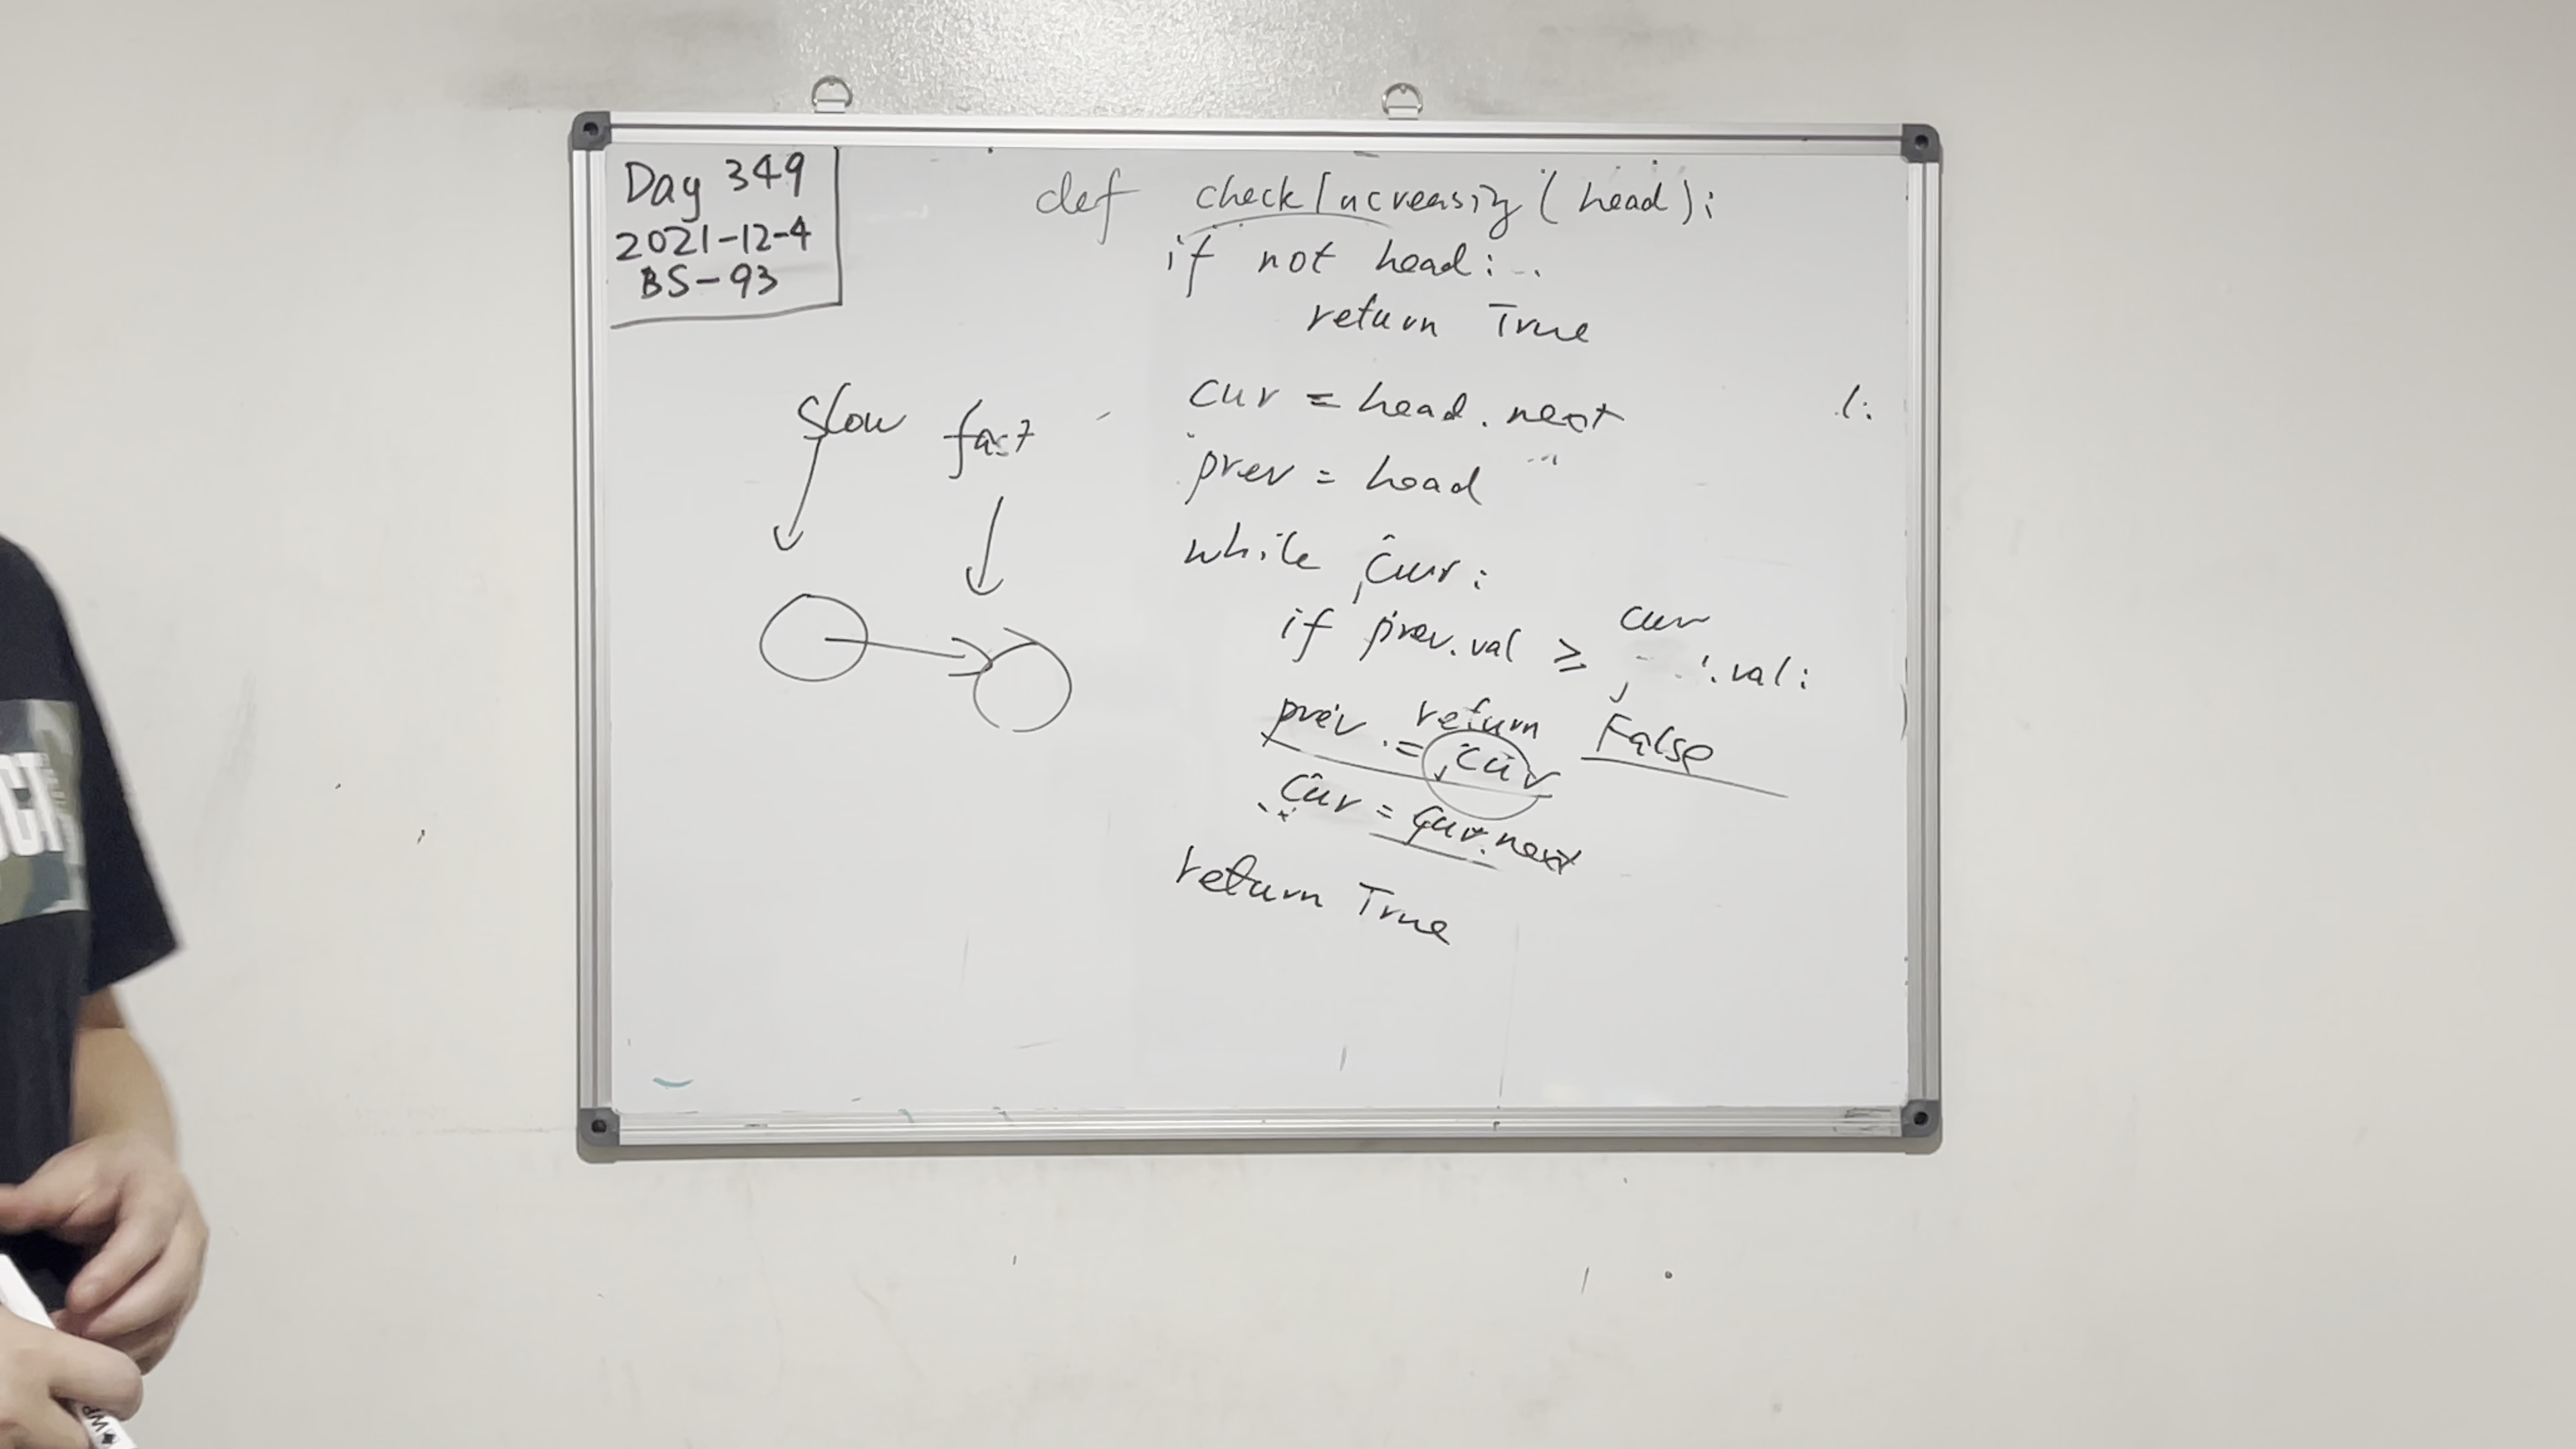 Day 349
2021-12-4
BS-93
def checkIncreasing(head):
if not head:
return True
cur = head.next
prev = head
while cur:
if prev.val ≥ cur.val:
return False
prev = cur
cur = cur.next
return True
slow fast